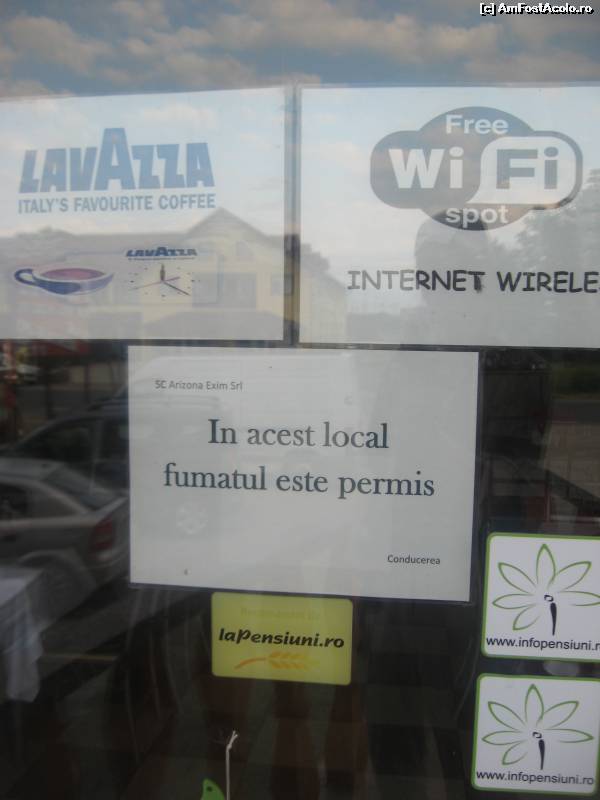 [c] AmFostAcolo.ro
LAVAZZA
ITALY'S FAVOURITE COFFEE
LAVAZZA
Free
Wi Fi
spot
INTERNET WIRELE
SC Arizona Exim Srl
In acest local
fumatul este permis
Conducerea
laPensiuni.ro
www.infopensiuni.r
www.infopensiuni.ro